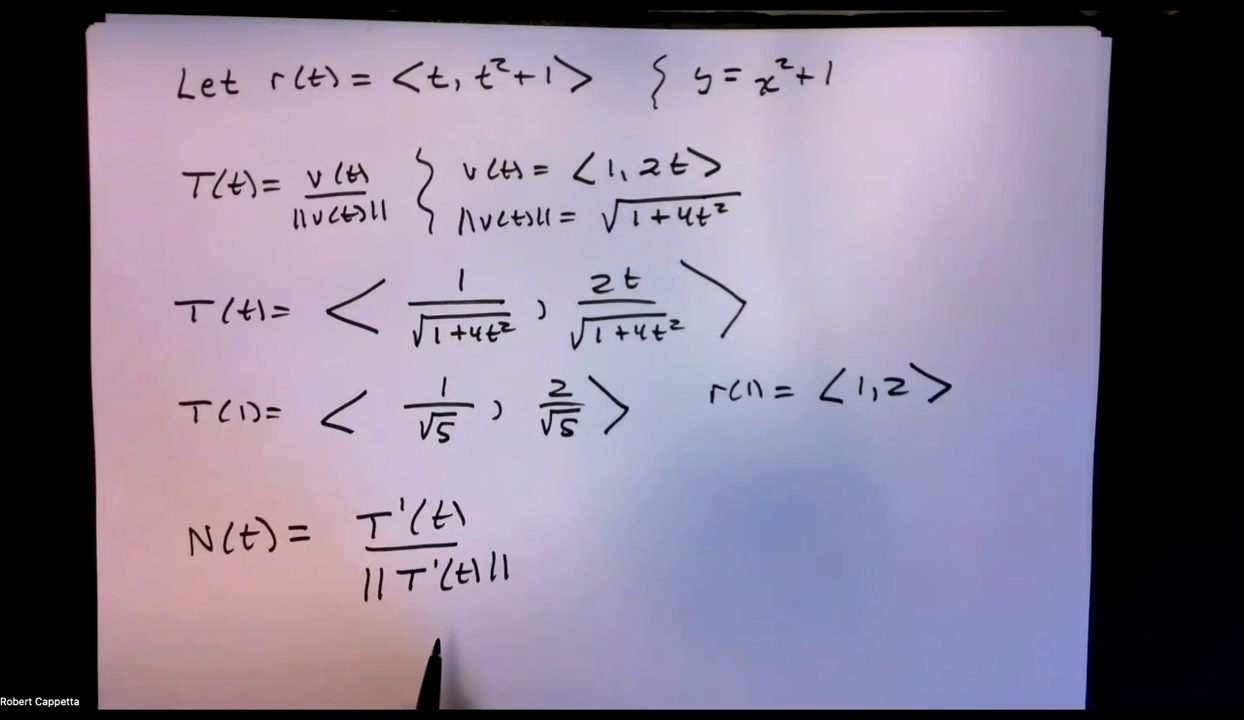 Let r(t) = <t, t²+1> { y = x²+1
T(t) = v(t) / ||v(t)|| { v(t) = <1, 2t>
||v(t)|| = √(1+4t²)
T(t) = < 1/√(1+4t²), 2t/√(1+4t²) >
T(1) = < 1/√5, 2/√5 > r(1) = <1,2>
N(t) = T'(t) / ||T'(t)||
Robert Cappetta